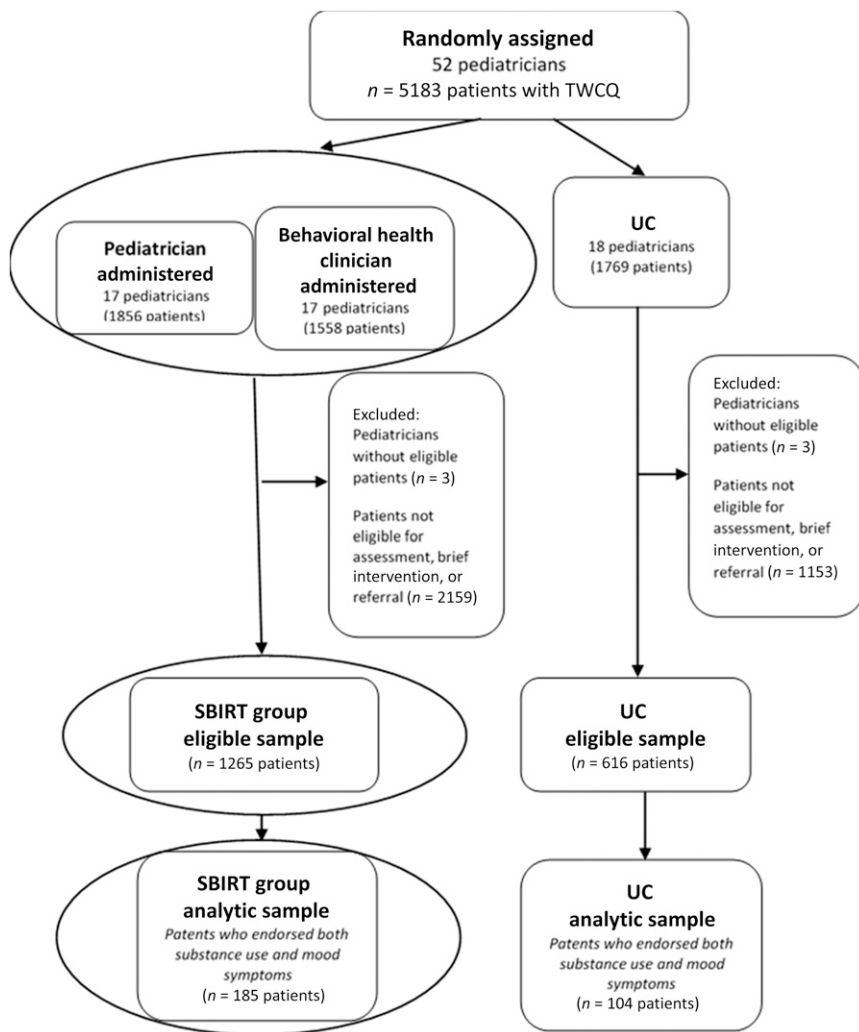 Randomly assigned
52 pediatricians
n = 5183 patients with TWCQ
Pediatrician
administered
17 pediatricians
(1856 patients)
Behavioral health
clinician
administered
17 pediatricians
(1558 patients)
UC
18 pediatricians
(1769 patients)
Excluded:
Pediatricians
without eligible
patients (n = 3)
Patients not
eligible for
assessment, brief
intervention, or
referral (n = 2159)
Excluded:
Pediatricians
without eligible
patients (n = 3)
Patients not
eligible for
assessment, brief
intervention, or
referral (n = 1153)
SBIRT group
eligible sample
(n = 1265 patients)
UC
eligible sample
(n = 616 patients)
SBIRT group
analytic sample
Patents who endorsed both
substance use and mood
symptoms
(n = 185 patients)
UC
analytic sample
Patents who endorsed both
substance use and mood
symptoms
(n = 104 patients)